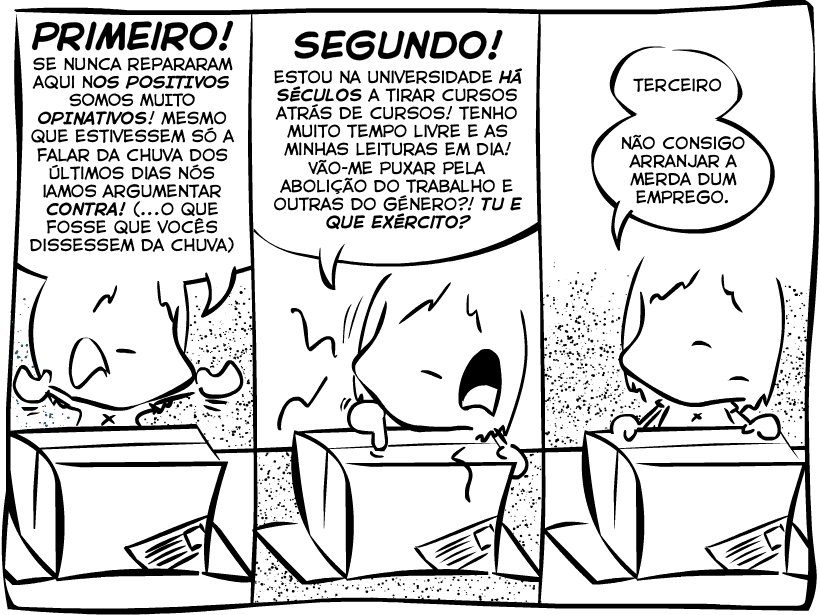 PRIMEIRO!
SE NUNCA REPARARAM
AQUI NOS POSITIVOS
SOMOS MUITO
OPINATIVOS! MESMO
QUE ESTIVESSEM SÓ A
FALAR DA CHUVA DOS
ÚLTIMOS DIAS NÓS
IAMOS ARGUMENTAR
CONTRA! (...O QUE
FOSSE QUE VOCÊS
DISSESSEM DA CHUVA)
SEGUNDO!
ESTOU NA UNIVERSIDADE HÁ
SÉCULOS A TIRAR CURSOS
ATRÁS DE CURSOS! TENHO
MUITO TEMPO LIVRE E AS
MINHAS LEITURAS EM DIA!
VÃO-ME PUXAR PELA
ABOLIÇÃO DO TRABALHO E
OUTRAS DO GÉNERO?! TU E
QUE EXÉRCITO?
TERCEIRO
NÃO CONSIGO
ARRANJAR A
MERDA DUM
EMPREGO.